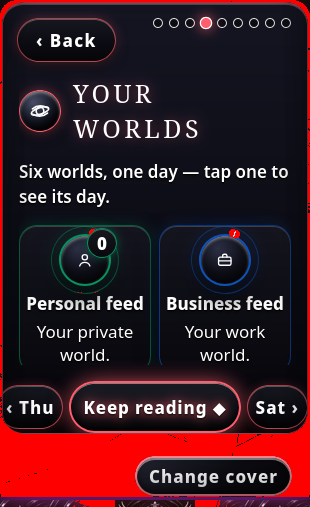 ‹ Back
YOUR
WORLDS
Six worlds, one day — tap one to
see its day.
0
Personal feed
Business feed
Your private
world.
Your work
world.
‹ Thu
Keep reading ◆
Sat ›
Change cover